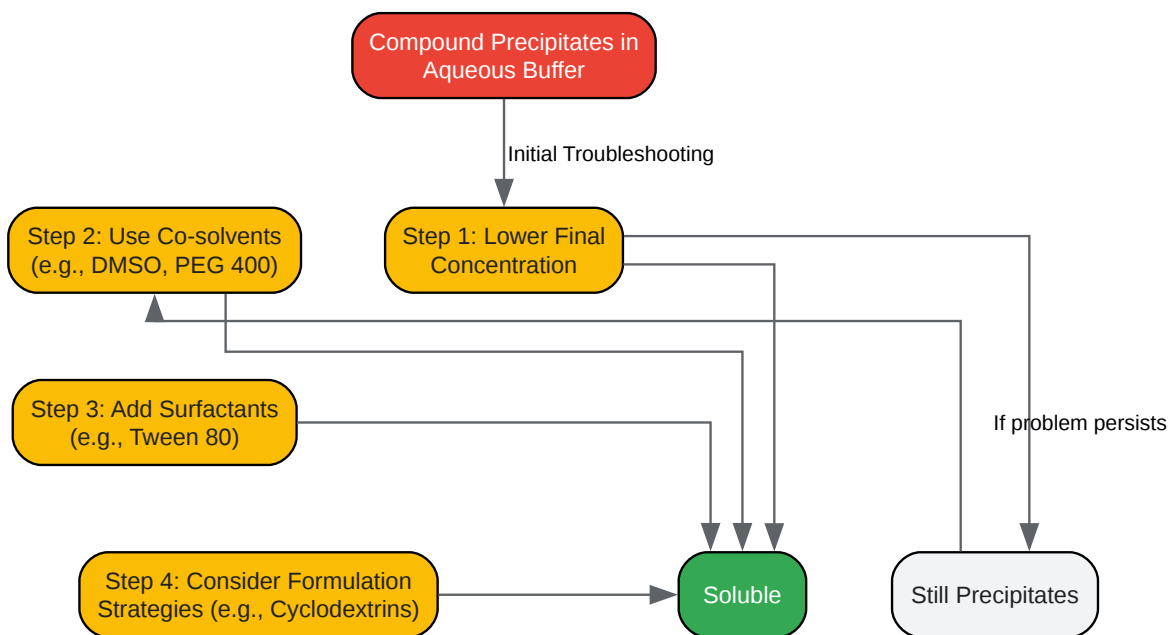 Compound Precipitates in
Aqueous Buffer
Initial Troubleshooting
Step 2: Use Co-solvents
(e.g., DMSO, PEG 400)
Step 1: Lower Final
Concentration
Step 3: Add Surfactants
(e.g., Tween 80)
If problem persists
Step 4: Consider Formulation
Strategies (e.g., Cyclodextrins)
Soluble
Still Precipitates